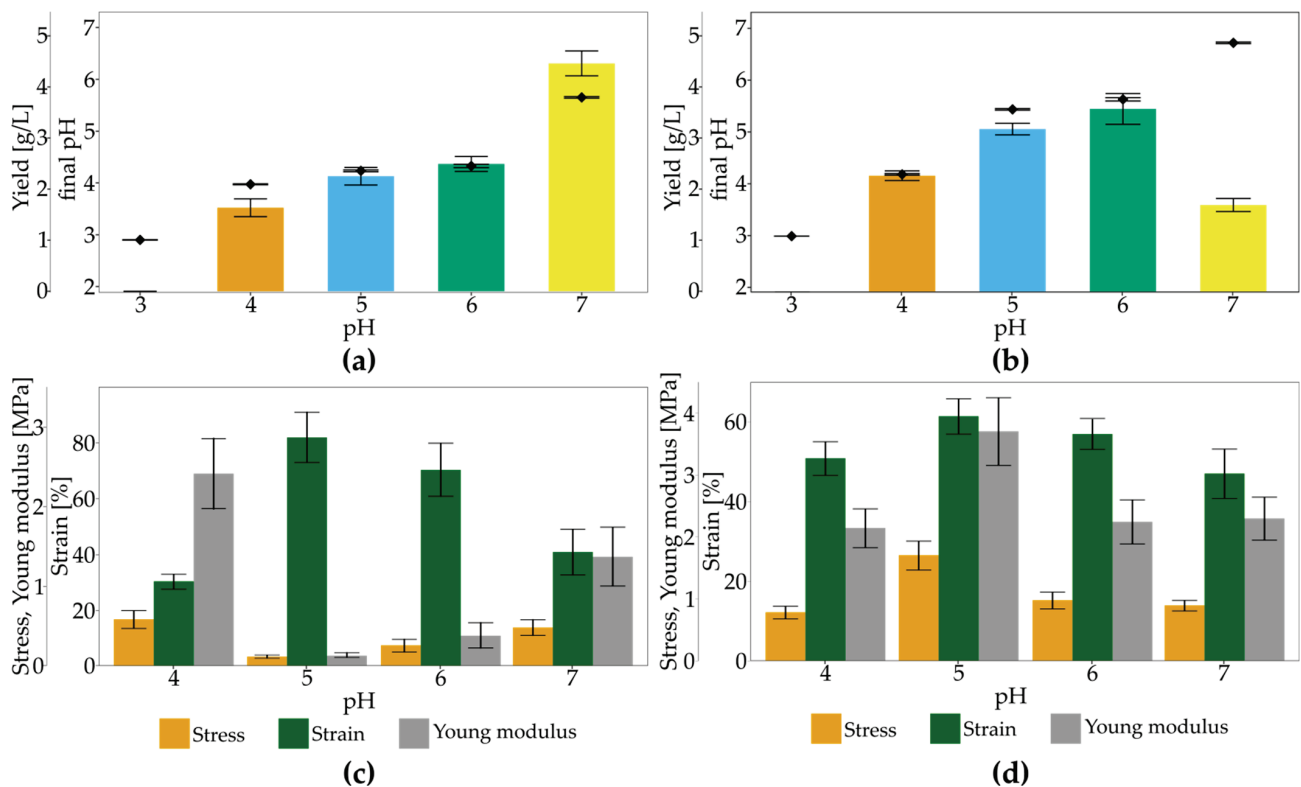 Yield [g/L]
final pH
5
4
3
2
1
0
7
6
5
4
3
2
3 4 5 6 7
pH
(a)
Yield [g/L]
final pH
5
4
3
2
1
0
7
6
5
4
3
2
3 4 5 6 7
pH
(b)
Stress, Young modulus [MPa]
Strain [%]
3
2
1
0
80
60
40
20
0
4 5 6 7
pH
Stress Strain Young modulus
(c)
Stress, Young modulus [MPa]
Strain [%]
4
3
2
1
0
60
40
20
0
4 5 6 7
pH
Stress Strain Young modulus
(d)